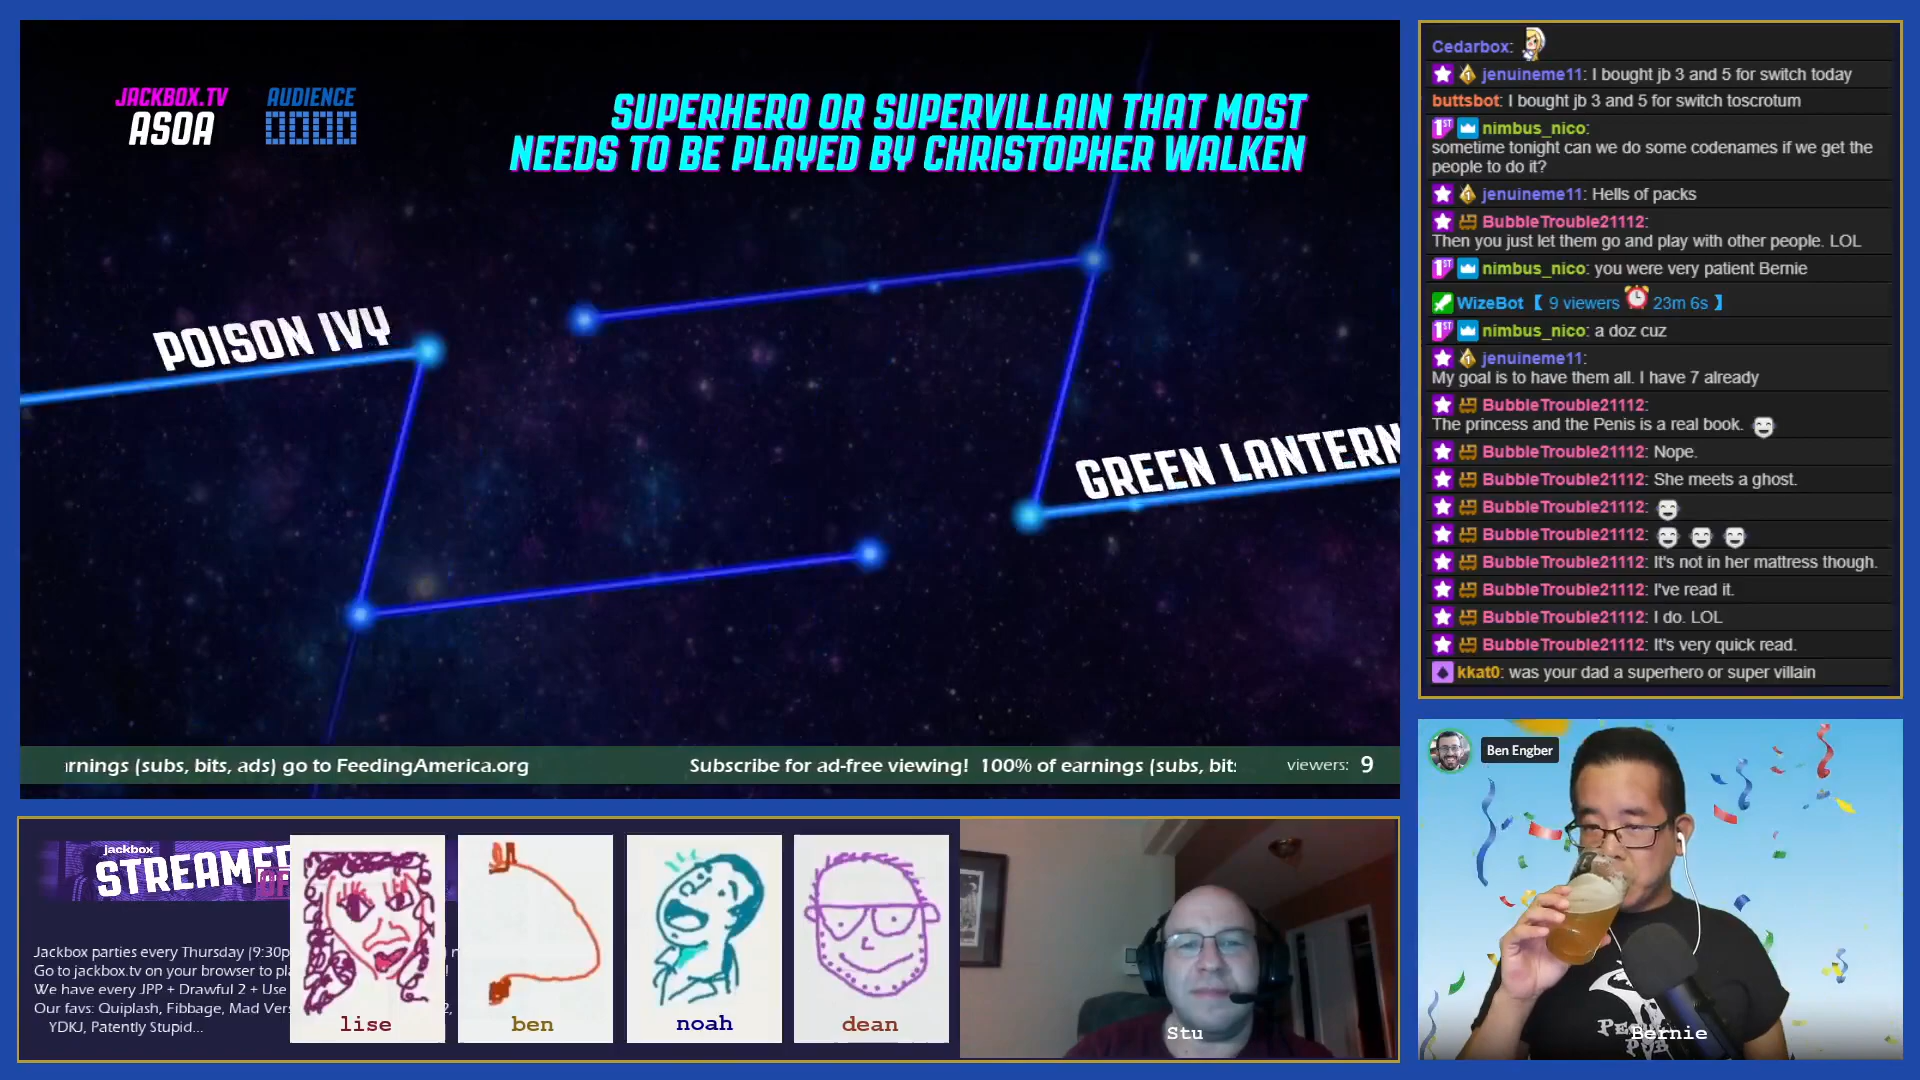 JACKBOX.TV
ASOA
AUDIENCE
0000
SUPERHERO OR SUPERVILLAIN THAT MOST
NEEDS TO BE PLAYED BY CHRISTOPHER WALKEN
POISON IVY
GREEN LANTERN
rnings (subs, bits, ads) go to FeedingAmerica.org
Subscribe for ad-free viewing! 100% of earnings (subs, bit
viewers: 9
Cedarbox:
jenuineme11: I bought jb 3 and 5 for switch today
buttsbot: I bought jb 3 and 5 for switch toscrotum
nimbus_nico:
sometime tonight can we do some codenames if we get the
people to do it?
jenuineme11: Hells of packs
BubbleTrouble21112:
Then you just let them go and play with other people. LOL
nimbus_nico: you were very patient Bernie
WizeBot【 9 viewers 23m 6s 】
nimbus_nico: a doz cuz
jenuineme11:
My goal is to have them all. I have 7 already
BubbleTrouble21112:
The princess and the Penis is a real book.
BubbleTrouble21112: Nope.
BubbleTrouble21112: She meets a ghost.
BubbleTrouble21112:
BubbleTrouble21112:
BubbleTrouble21112: It's not in her mattress though.
BubbleTrouble21112: I've read it.
BubbleTrouble21112: I do. LOL
BubbleTrouble21112: It's very quick read.
kkat0: was your dad a superhero or super villain
jackbox
STREAMER
OF
Jackbox parties every Thursday (9:30p
Go to jackbox.tv on your browser to pl
We have every JPP + Drawful 2 + Use
Our favs: Quiplash, Fibbage, Mad Vers
YDKJ, Patently Stupid...
lise
ben
noah
dean
Stu
Ben Engber
Bernie